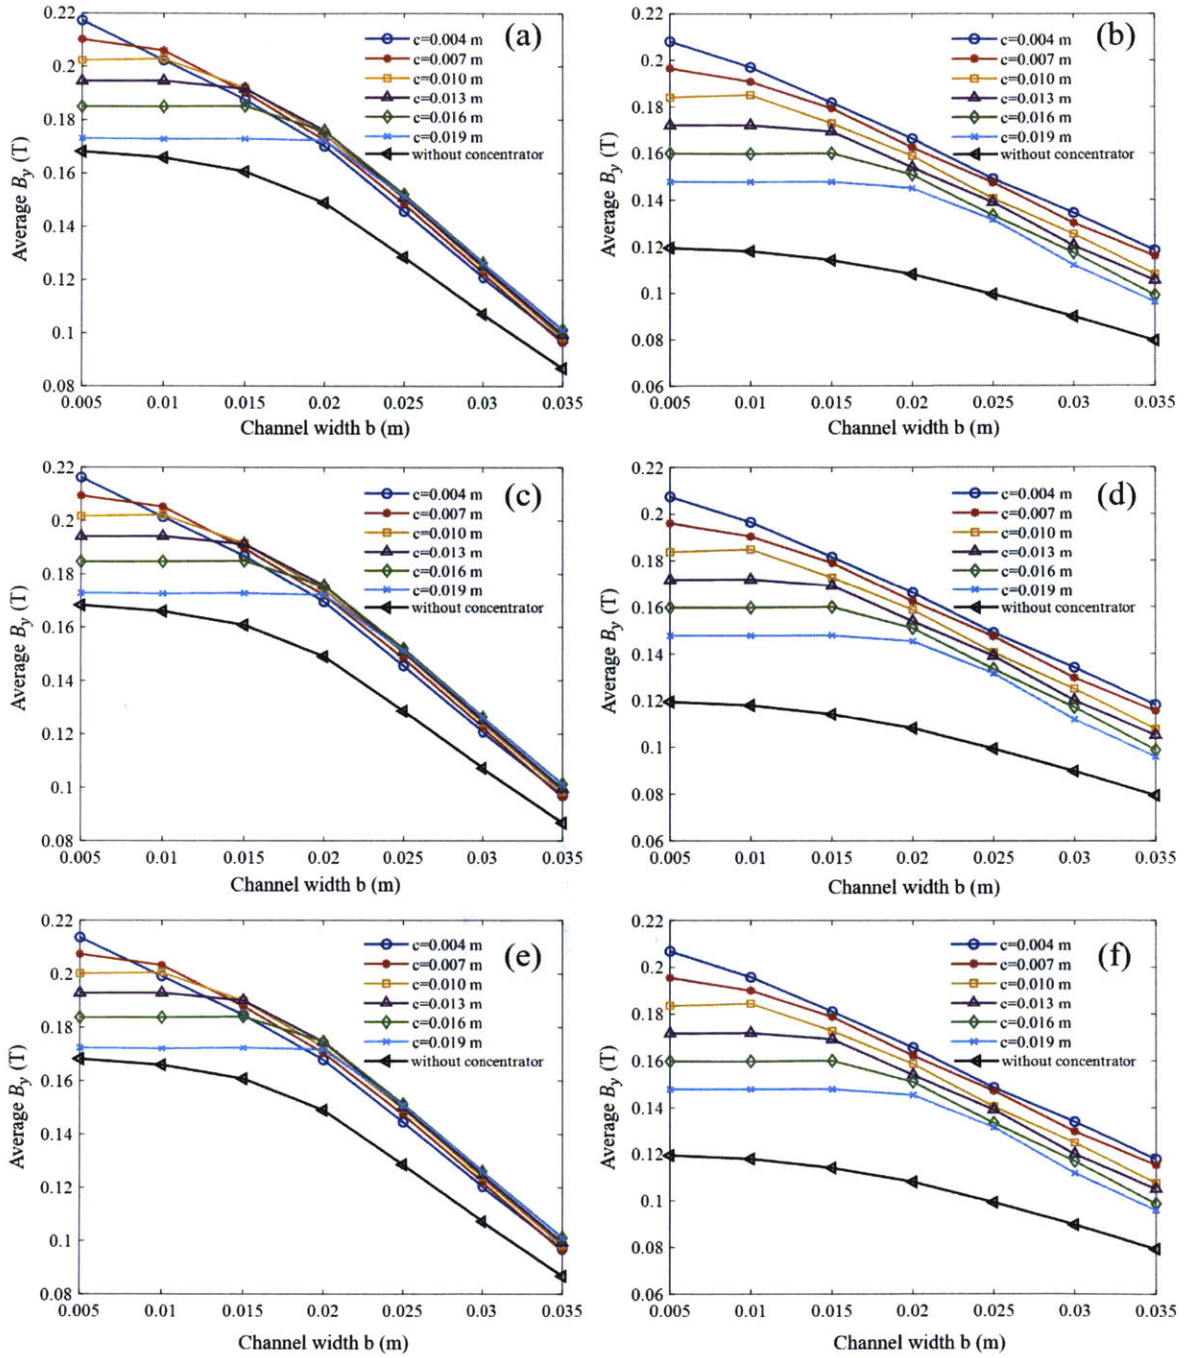 (a)
c=0.004 m
c=0.007 m
c=0.010 m
c=0.013 m
c=0.016 m
c=0.019 m
without concentrator
0.22
0.2
0.18
0.16
0.14
0.12
0.1
0.08
Average By (T)
0.005 0.01 0.015 0.02 0.025 0.03 0.035
Channel width b (m)
(b)
c=0.004 m
c=0.007 m
c=0.010 m
c=0.013 m
c=0.016 m
c=0.019 m
without concentrator
0.22
0.2
0.18
0.16
0.14
0.12
0.1
0.08
0.06
Average By (T)
0.005 0.01 0.015 0.02 0.025 0.03 0.035
Channel width b (m)
(c)
c=0.004 m
c=0.007 m
c=0.010 m
c=0.013 m
c=0.016 m
c=0.019 m
without concentrator
0.22
0.2
0.18
0.16
0.14
0.12
0.1
0.08
Average By (T)
0.005 0.01 0.015 0.02 0.025 0.03 0.035
Channel width b (m)
(d)
c=0.004 m
c=0.007 m
c=0.010 m
c=0.013 m
c=0.016 m
c=0.019 m
without concentrator
0.22
0.2
0.18
0.16
0.14
0.12
0.1
0.08
0.06
Average By (T)
0.005 0.01 0.015 0.02 0.025 0.03 0.035
Channel width b (m)
(e)
c=0.004 m
c=0.007 m
c=0.010 m
c=0.013 m
c=0.016 m
c=0.019 m
without concentrator
0.22
0.2
0.18
0.16
0.14
0.12
0.1
0.08
Average By (T)
0.005 0.01 0.015 0.02 0.025 0.03 0.035
Channel width b (m)
(f)
c=0.004 m
c=0.007 m
c=0.010 m
c=0.013 m
c=0.016 m
c=0.019 m
without concentrator
0.22
0.2
0.18
0.16
0.14
0.12
0.1
0.08
0.06
Average By (T)
0.005 0.01 0.015 0.02 0.025 0.03 0.035
Channel width b (m)